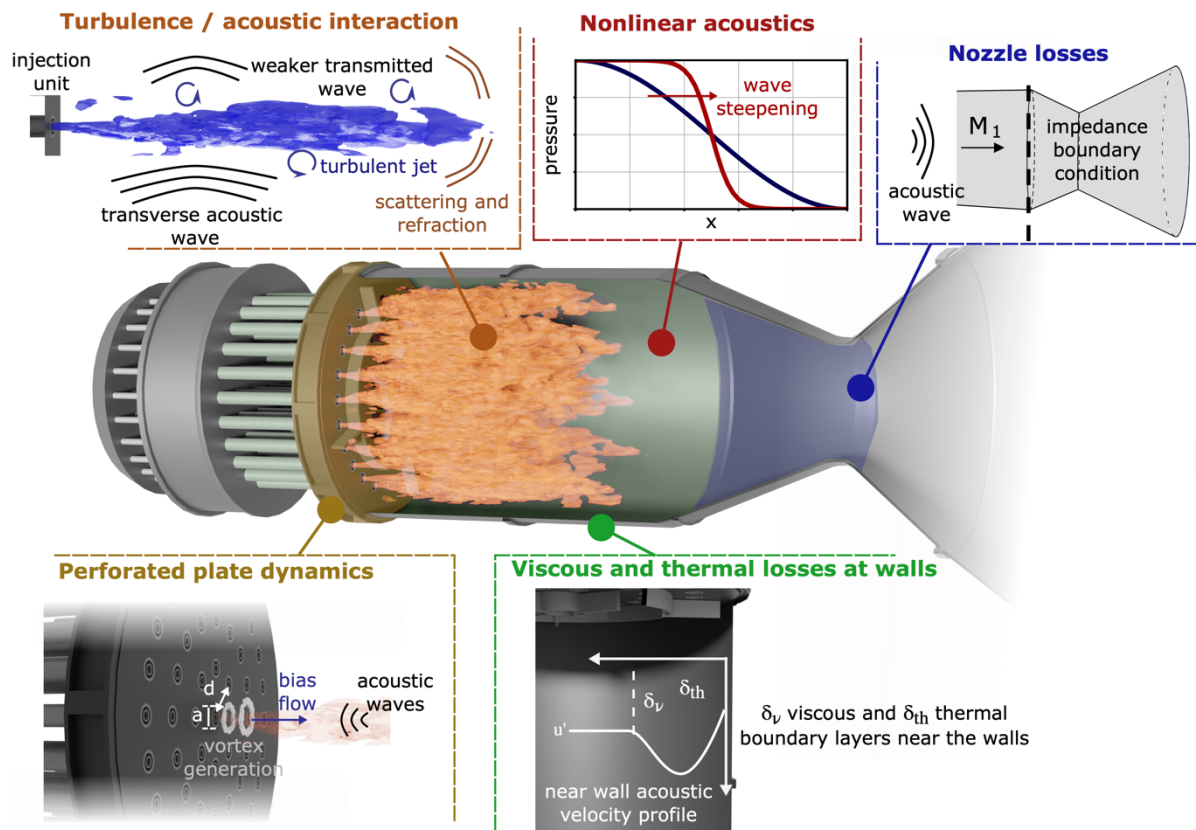 Turbulence / acoustic interaction
injection
unit
weaker transmitted
wave
turbulent jet
transverse acoustic
wave
scattering and
refraction
Nonlinear acoustics
pressure
wave
steepening
x
Nozzle losses
M1
acoustic
wave
impedance
boundary
condition
Perforated plate dynamics
d
a
bias
flow
acoustic
waves
vortex
generation
Viscous and thermal losses at walls
δν
δth
u'
near wall acoustic
velocity profile
δν viscous and δth thermal
boundary layers near the walls